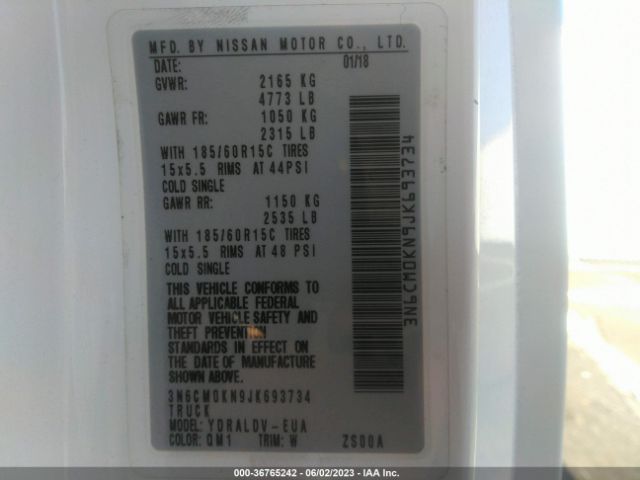 MFD. BY NISSAN MOTOR CO., LTD.
DATE: 01/18
GVWR: 2165 KG
4773 LB
GAWR FR: 1050 KG
2315 LB
WITH 185/60R15C TIRES
15x5.5 RIMS AT 44PSI
COLD SINGLE
GAWR RR: 1150 KG
2535 LB
WITH 185/60R15C TIRES
15x5.5 RIMS AT 48 PSI
COLD SINGLE
THIS VEHICLE CONFORMS TO
ALL APPLICABLE FEDERAL
MOTOR VEHICLE SAFETY AND
THEFT PREVENTION
STANDARDS IN EFFECT ON
THE DATE OF MANUFACTURE
SHOWN ABOVE.
3N6CM0KN9JK693734
TRUCK
MODEL: YDRALDV-EUA
COLOR: QM1 TRIM: W ZS00A
3N6CM0KN9JK693734
000-36765242 - 06/02/2023 - IAA